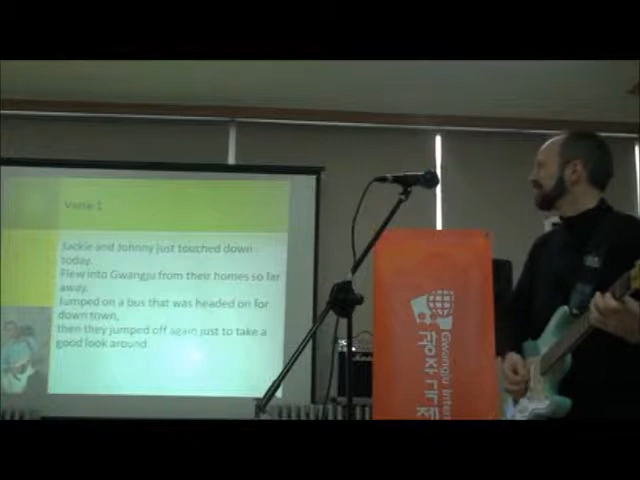 Verse 1
Jackie and Johnny just touched down
today.
Flew into Gwangju from their homes so far
away.
Jumped on a bus that was headed on for
down town,
then they jumped off again just to take a
good look around.
Gwangju Inter